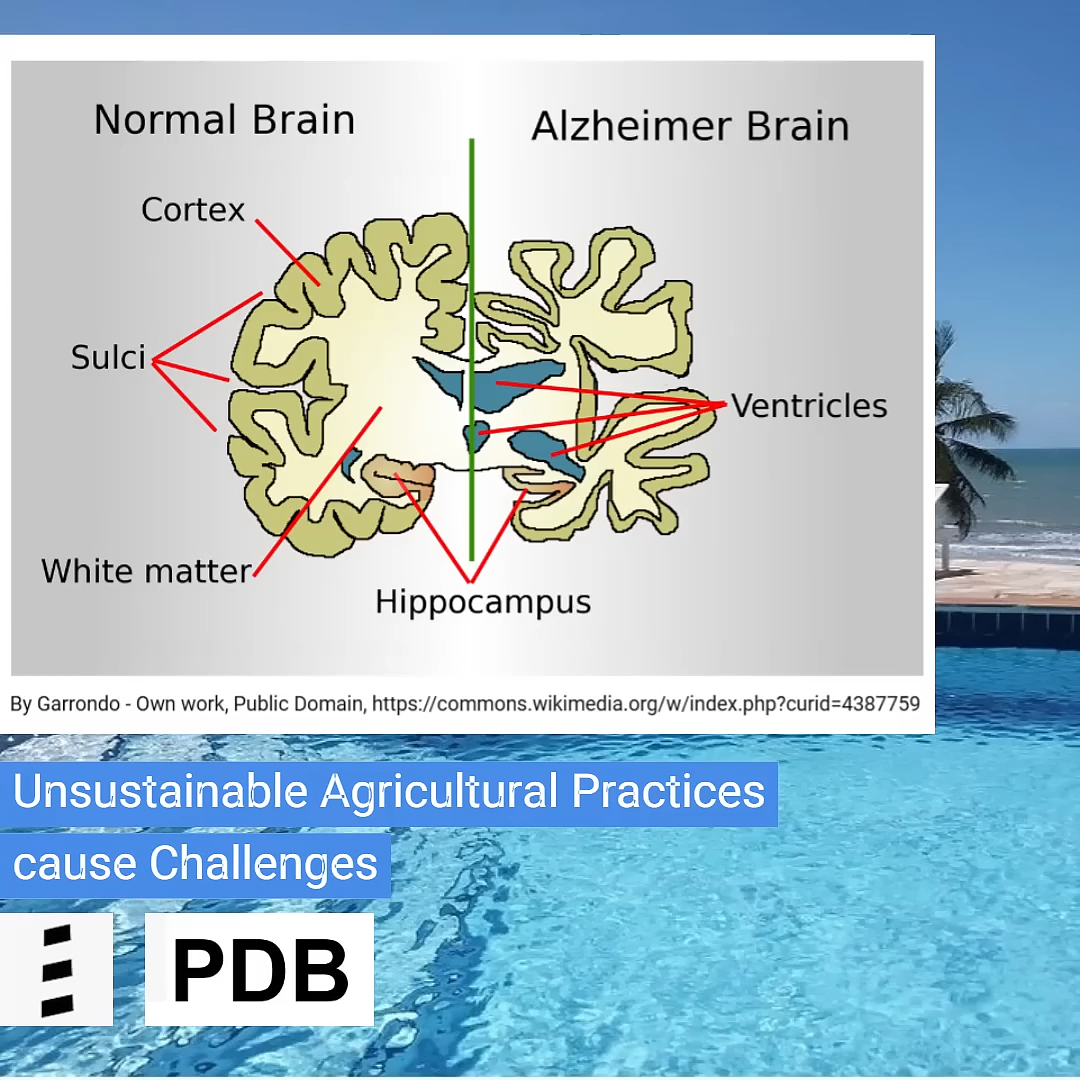 Normal Brain
Alzheimer Brain
Cortex
Sulci
Ventricles
White matter
Hippocampus
By Garrondo - Own work, Public Domain, https://commons.wikimedia.org/w/index.php?curid=4387759
Unsustainable Agricultural Practices
cause Challenges
PDB